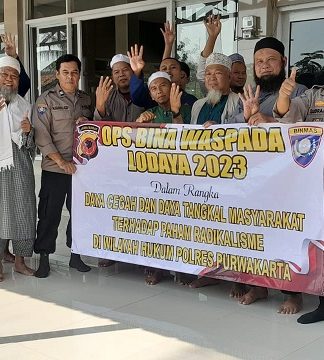 OPS BINA WASPADA
LODAYA 2023
Dalam Rangka
DAYA CEGAH DAN DAYA TANGKAL MASYARAKAT
TERHADAP PAHAM RADIKALISME
DI WILAYAH HUKUM POLRES PURWAKARTA
BINMAS